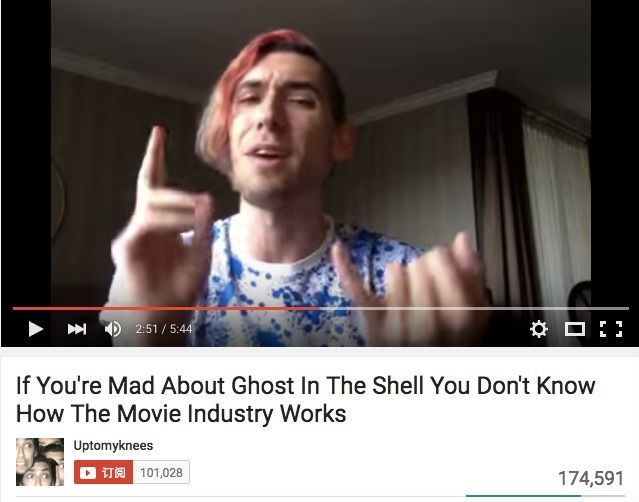 2:51 / 5:44
If You're Mad About Ghost In The Shell You Don't Know
How The Movie Industry Works
Uptomyknees
订阅 101,028
174,591